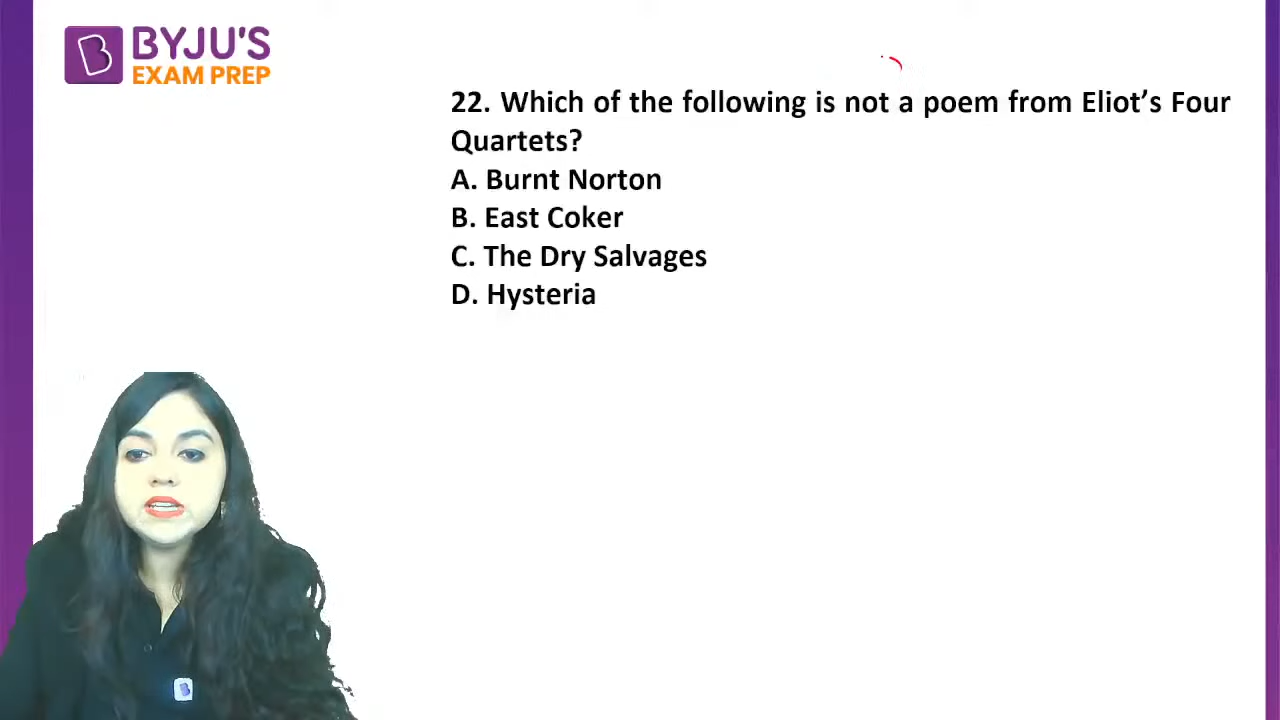 BYJU'S
EXAM PREP
22. Which of the following is not a poem from Eliot’s Four
Quartets?
A. Burnt Norton
B. East Coker
C. The Dry Salvages
D. Hysteria